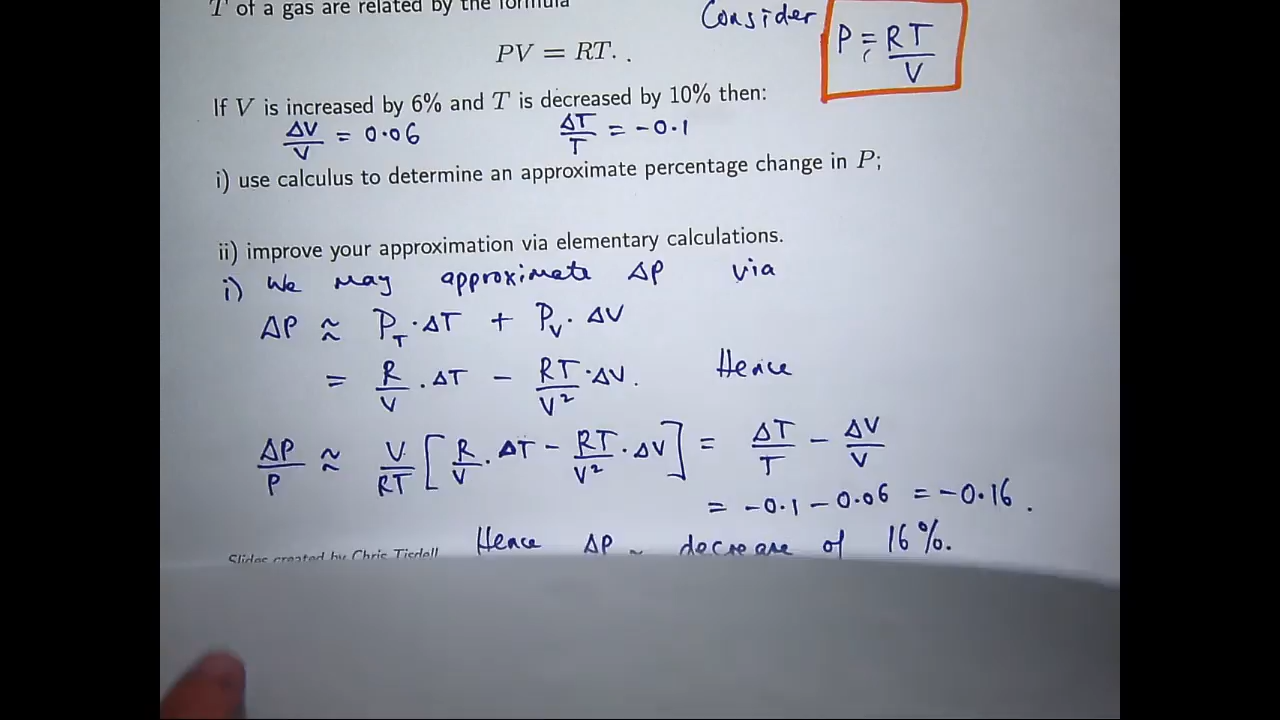 T of a gas are related by the formula
Consider P = RT/V
PV = RT. .
If V is increased by 6% and T is decreased by 10% then:
ΔV/V = 0.06 ΔT/T = -0.1
i) use calculus to determine an approximate percentage change in P;
ii) improve your approximation via elementary calculations.
i) We may approximate ΔP via
ΔP ≈ P_T · ΔT + P_V · ΔV
= R/V · ΔT − RT/V² · ΔV. Hence
ΔP/P ≈ V/RT [R/V · ΔT − RT/V² · ΔV] = ΔT/T − ΔV/V
= -0.1 − 0.06 = -0.16.
Hence ΔP ~ decrease of 16%.
Slides created by Chris Tisdell